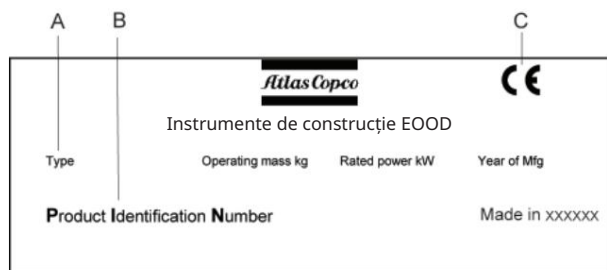 A B C
Atlas Copco
Instrumente de construcție EOOD
Type Operating mass kg Rated power kW Year of Mfg
Product Identification Number Made in xxxxxx